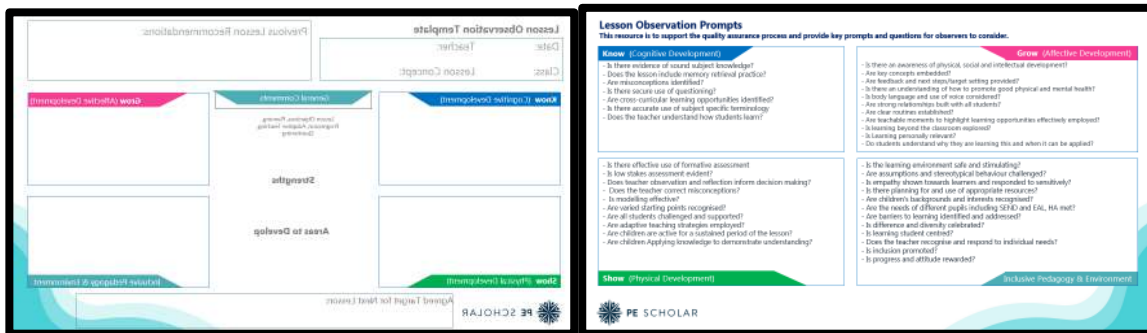 Lesson Observation Template
Previous Lesson Recommendations:
Date:
Teacher:
Class:
Lesson Concept:
Know (Cognitive Development)
General Comments
Grow (Affective Development)
Lesson Objectives, Planning,
Progression, Adaptive Teaching,
Questioning
Strengths
Areas to Develop
Show (Physical Development)
Inclusive Pedagogy & Environment
Agreed Target for Next Lesson:
PE SCHOLAR
Lesson Observation Prompts
This resource is to support the quality assurance process and provide key prompts and questions for observers to consider.
Know (Cognitive Development)
- Is there evidence of sound subject knowledge?
- Does the lesson include memory retrieval practice?
- Are misconceptions identified?
- Is there secure use of questioning?
- Are cross-curricular learning opportunities identified?
- Is there accurate use of subject specific terminology
- Does the teacher understand how students learn?
Grow (Affective Development)
- Is there an awareness of physical, social and intellectual development?
- Are key concepts embedded?
- Are feedback and next steps/target setting provided?
- Is there an understanding of how to promote good physical and mental health?
- Is body language and use of voice considered?
- Are strong relationships built with all students?
- Are clear routines established?
- Are teachable moments to highlight learning opportunities effectively employed?
- Is learning beyond the classroom explored?
- Is Learning personally relevant?
- Do students understand why they are learning this and when it can be applied?
- Is there effective use of formative assessment
- Is low stakes assessment evident?
- Does teacher observation and reflection inform decision making?
- Does the teacher correct misconceptions?
- Is modelling effective?
- Are varied starting points recognised?
- Are all students challenged and supported?
- Are adaptive teaching strategies employed?
- Are children are active for a sustained period of the lesson?
- Are children Applying knowledge to demonstrate understanding?
Show (Physical Development)
- Is the learning environment safe and stimulating?
- Are assumptions and stereotypical behaviour challenged?
- Is empathy shown towards learners and responded to sensitively?
- Is there planning for and use of appropriate resources?
- Are children's backgrounds and interests recognised?
- Are the needs of different pupils including SEND and EAL, HA met?
- Are barriers to learning identified and addressed?
- Is difference and diversity celebrated?
- Is learning student centred?
- Does the teacher recognise and respond to individual needs?
- Is inclusion promoted?
- Is progress and attitude rewarded?
Inclusive Pedagogy & Environment
PE SCHOLAR